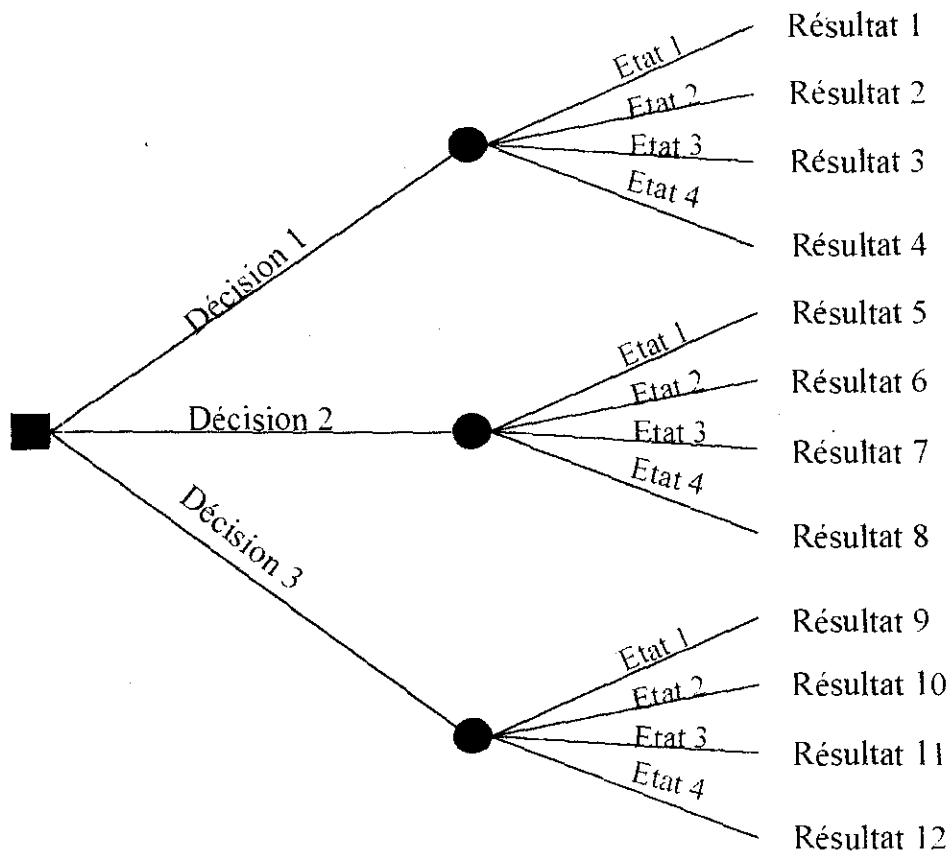 Etat 1
Résultat 1
Etat 2
Résultat 2
Etat 3
Résultat 3
Etat 4
Résultat 4
Décision 1
Etat 1
Résultat 5
Etat 2
Résultat 6
Décision 2
Etat 3
Résultat 7
Etat 4
Résultat 8
Décision 3
Etat 1
Résultat 9
Etat 2
Résultat 10
Etat 3
Résultat 11
Etat 4
Résultat 12